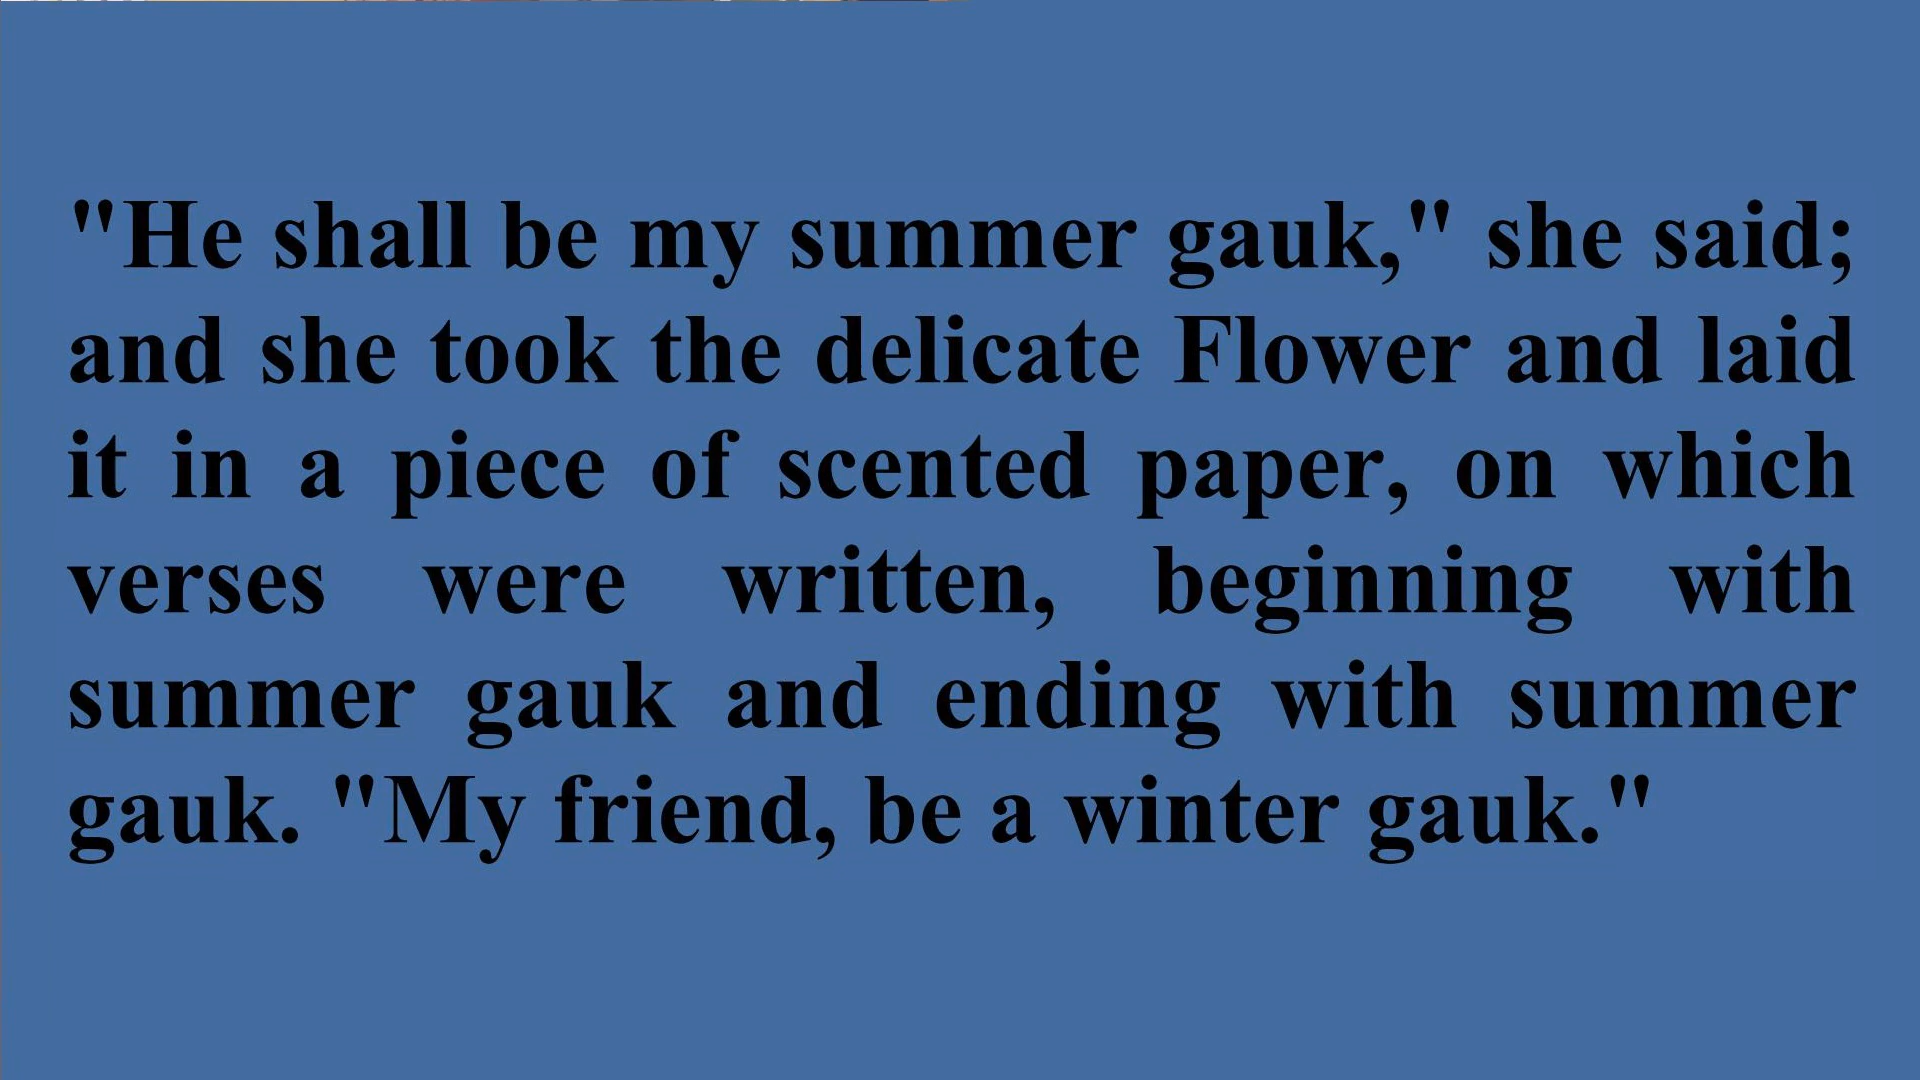 "He shall be my summer gauk," she said;
and she took the delicate Flower and laid
it in a piece of scented paper, on which
verses were written, beginning with
summer gauk and ending with summer
gauk. "My friend, be a winter gauk."